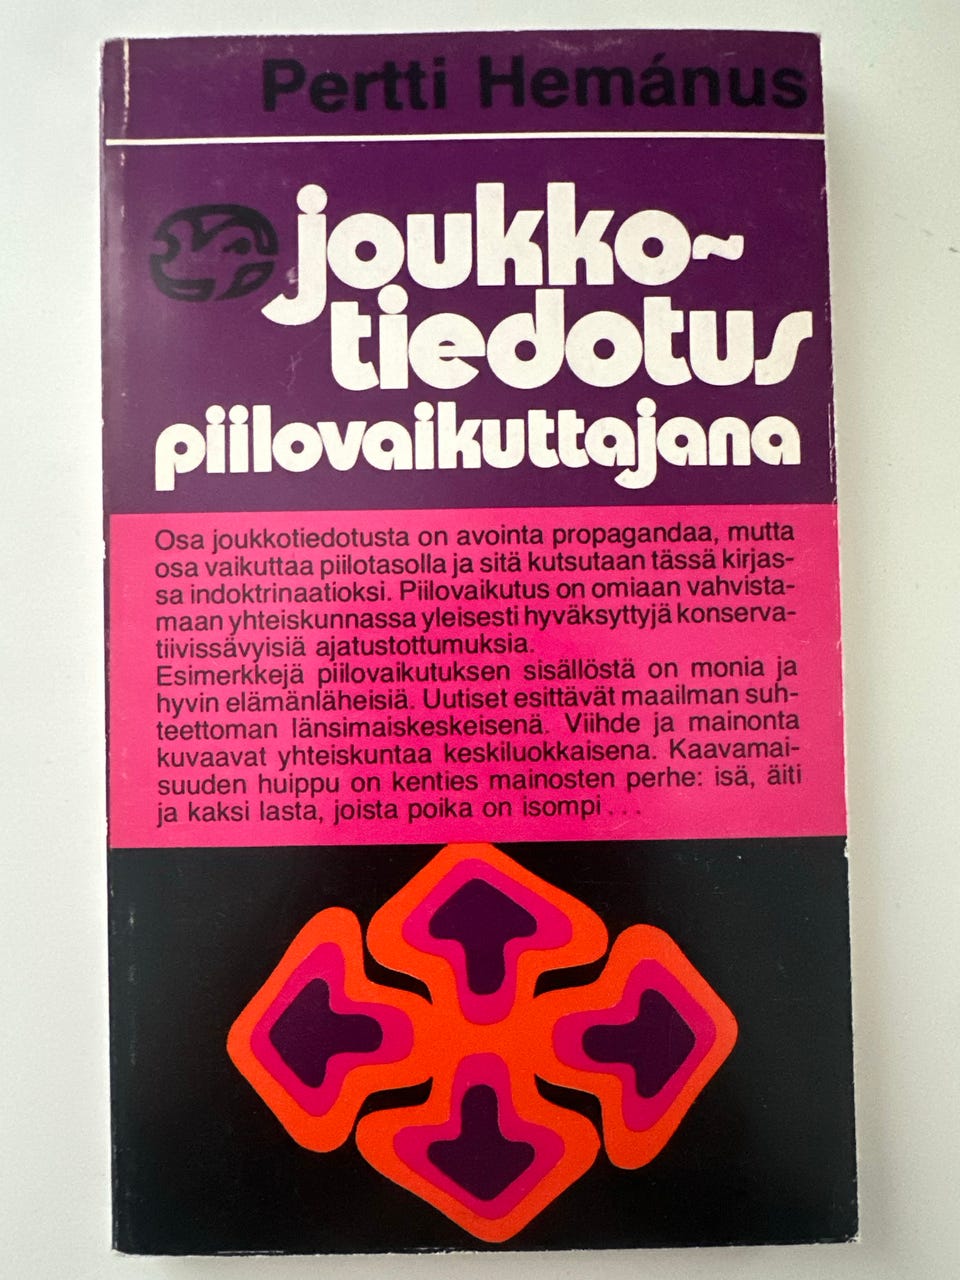 Pertti Hemánus
joukko~
tiedotus
piilovaikuttajana
Osa joukkotiedotusta on avointa propagandaa, mutta
osa vaikuttaa piilotasolla ja sitä kutsutaan tässä kirjas-
sa indoktrinaatioksi. Piilovaikutus on omiaan vahvista-
maan yhteiskunnassa yleisesti hyväksyttyjä konserva-
tiivissävyisiä ajatustottumuksia.
Esimerkkejä piilovaikutuksen sisällöstä on monia ja
hyvin elämänläheisiä. Uutiset esittävät maailman suh-
teettoman länsimaiskeskeisenä. Viihde ja mainonta
kuvaavat yhteiskuntaa keskiluokkaisena. Kaavamai-
suuden huippu on kenties mainosten perhe: isä, äiti
ja kaksi lasta, joista poika on isompi...